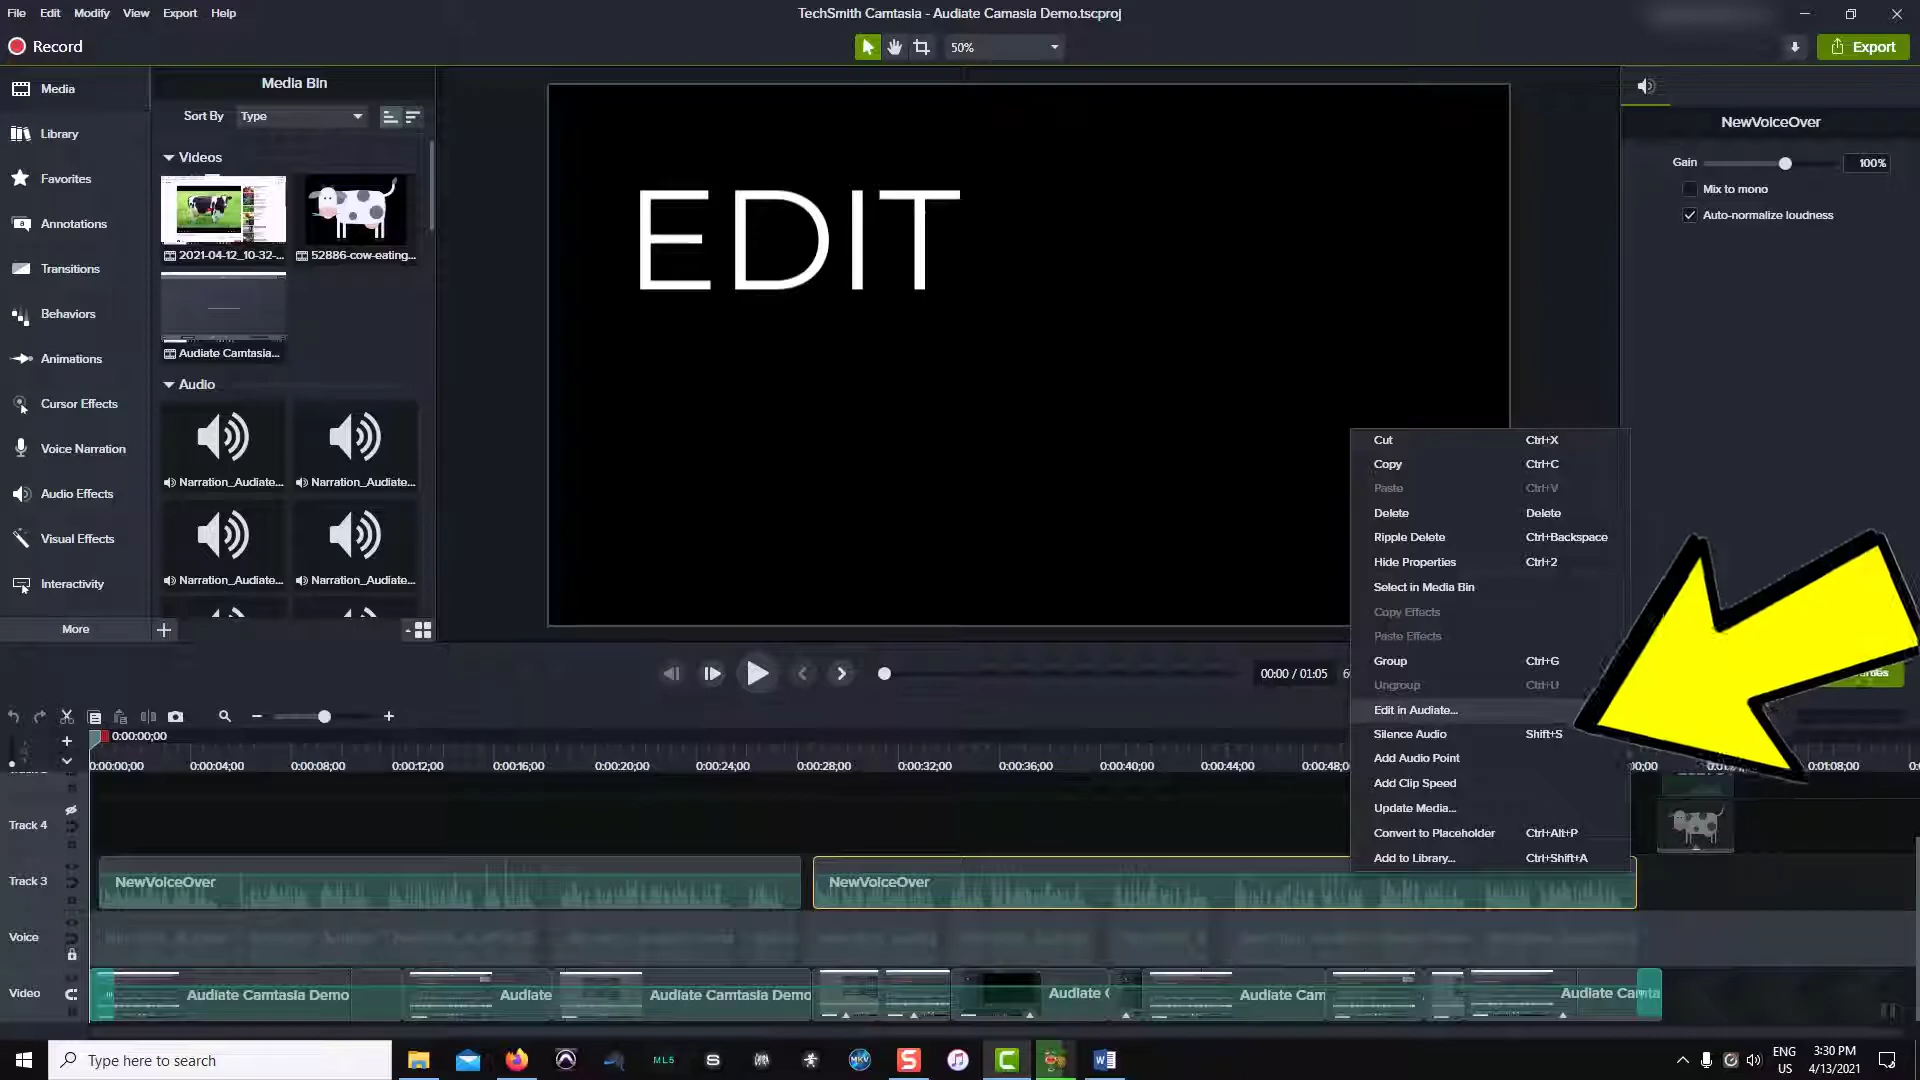 File Edit Modify View Export Help
TechSmith Camtasia - Audiate Camasia Demo.tscproj
Record
50%
Export
Media
Library
Favorites
Annotations
Transitions
Behaviors
Animations
Cursor Effects
Voice Narration
Audio Effects
Visual Effects
Interactivity
More
Media Bin
Sort By Type
Videos
2021-04-12_10-32-...
52886-cow-eating...
Audiate Camtasia...
Audio
Narration_Audiate...
Narration_Audiate...
Narration_Audiate...
Narration_Audiate...
EDIT
NewVoiceOver
Gain 100%
Mix to mono
Auto-normalize loudness
Cut Ctrl+X
Copy Ctrl+C
Paste Ctrl+V
Delete Delete
Ripple Delete Ctrl+Backspace
Hide Properties Ctrl+2
Select in Media Bin
Copy Effects
Paste Effects
Group Ctrl+G
Ungroup Ctrl+U
Edit in Audiate...
Silence Audio Shift+S
Add Audio Point
Add Clip Speed
Update Media...
Convert to Placeholder Ctrl+Alt+P
Add to Library... Ctrl+Shift+A
00:00 / 01:05
0:00:00;00
0:00:00;00 0:00:04;00 0:00:08;00 0:00:12;00 0:00:16;00 0:00:20;00 0:00:24;00 0:00:28;00 0:00:32;00 0:00:36;00 0:00:40;00 0:00:44;00 0:00:48;00 0:01:08;00
Track 4
Track 3
NewVoiceOver
NewVoiceOver
Voice
Video
Audiate Camtasia Demo
Audiate
Audiate Camtasia Demo
Audiate
Audiate Cam
Audiate Camta
Type here to search
ML5
MKV
ENG
US
3:30 PM
4/13/2021